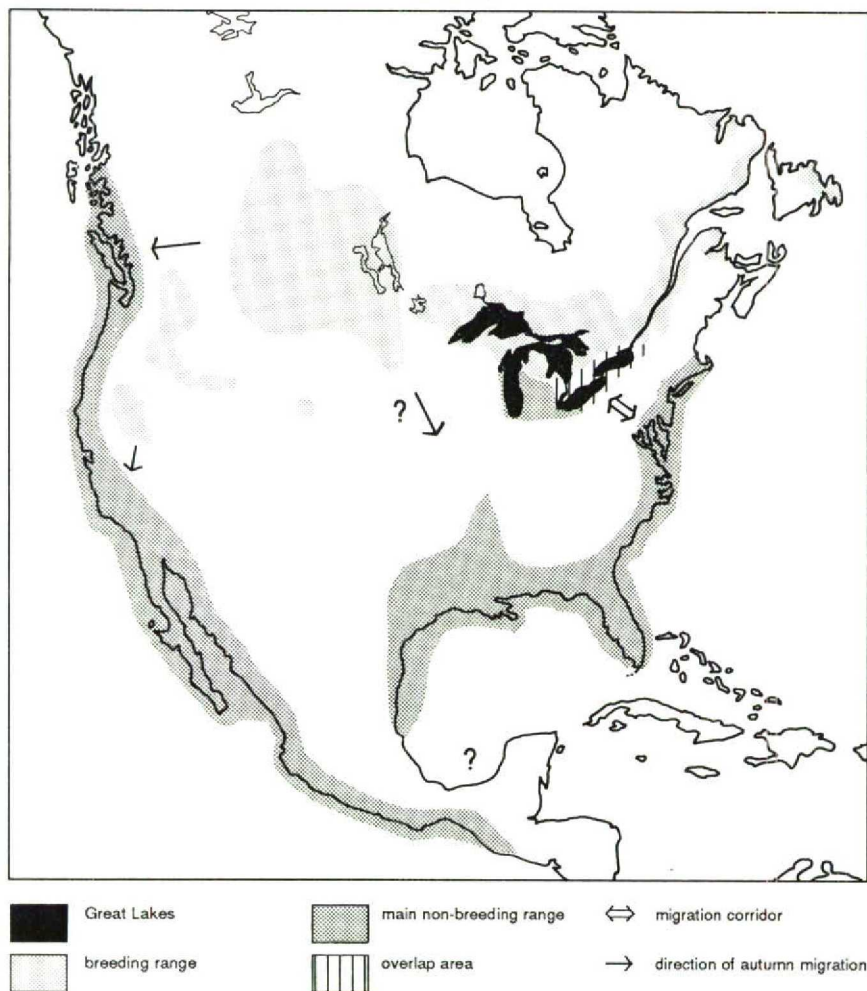 ?
?
Great Lakes
main non-breeding range
migration corridor
breeding range
overlap area
direction of autumn migration